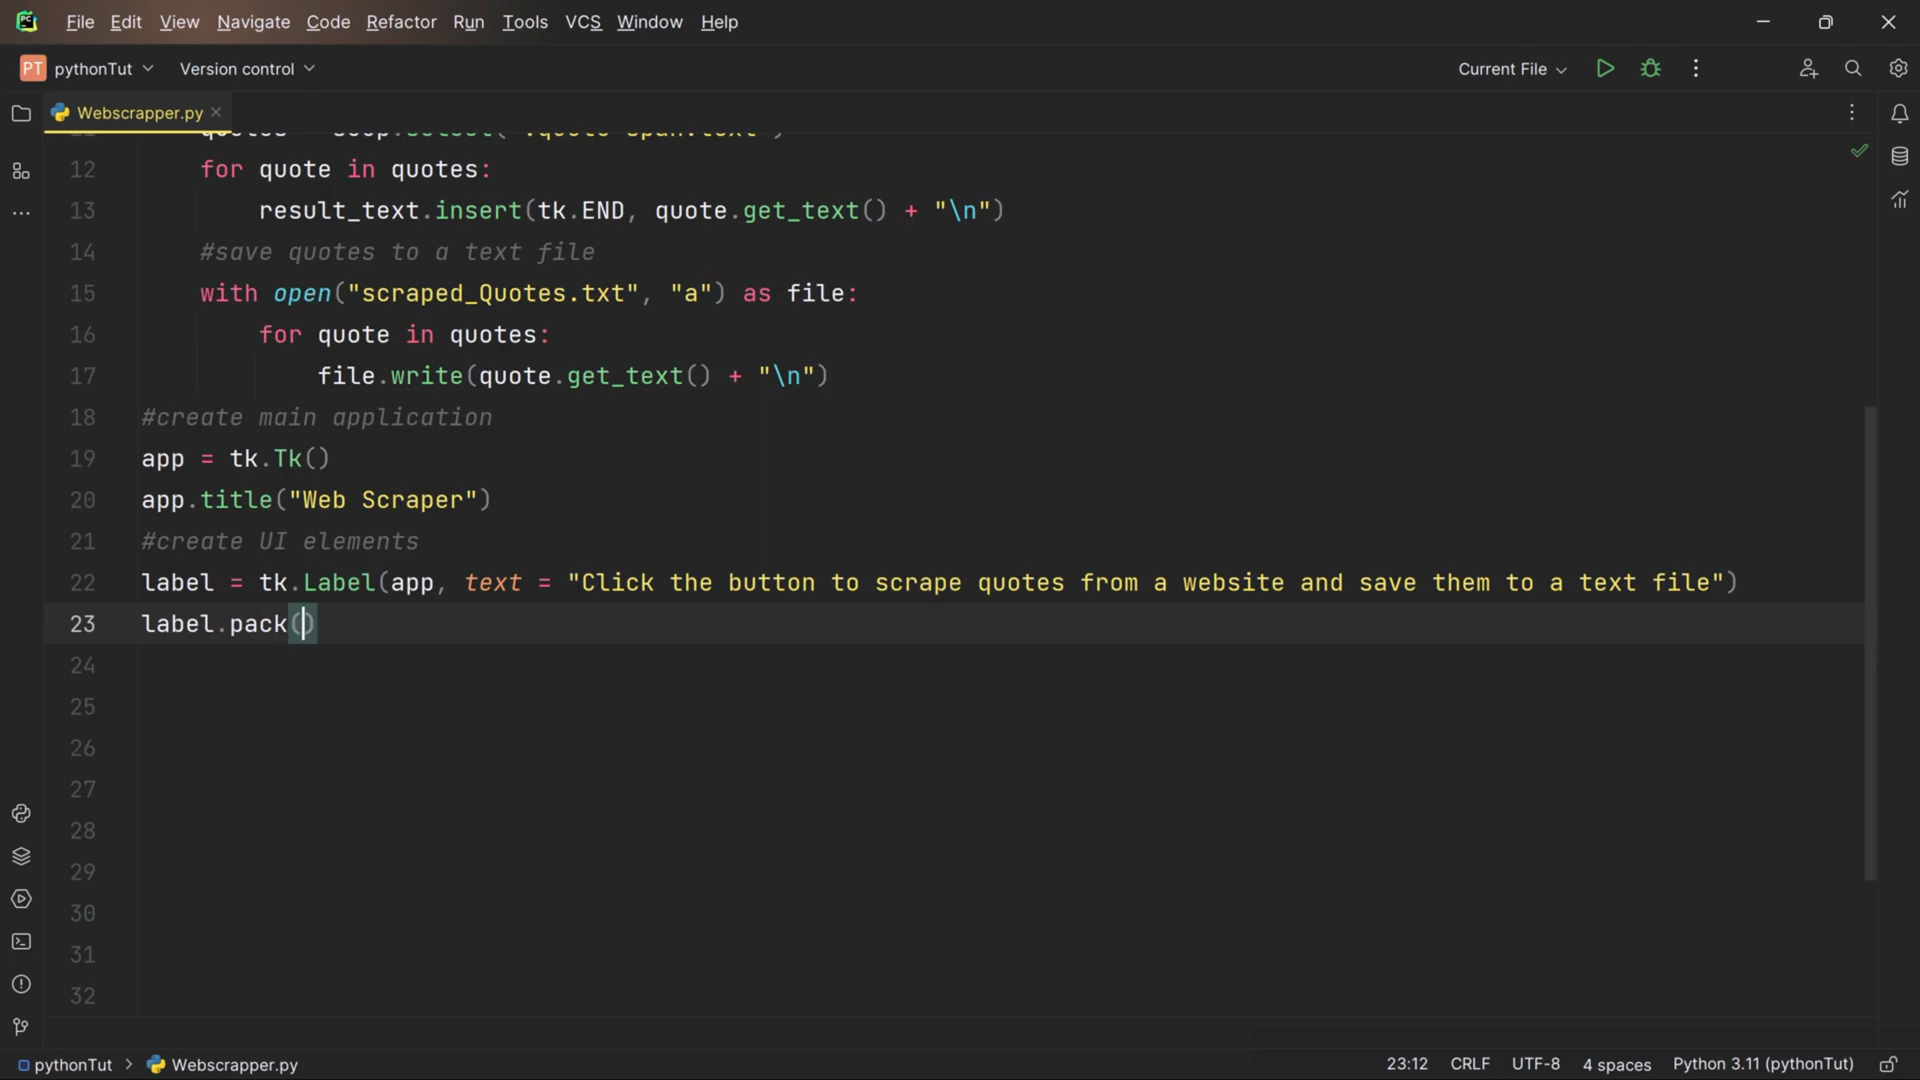 File Edit View Navigate Code Refactor Run Tools VCS Window Help
PT pythonTut Version control Current File
Webscrapper.py
12 for quote in quotes:
13 result_text.insert(tk.END, quote.get_text() + "\n")
14 #save quotes to a text file
15 with open("scraped_Quotes.txt", "a") as file:
16 for quote in quotes:
17 file.write(quote.get_text() + "\n")
18 #create main application
19 app = tk.Tk()
20 app.title("Web Scraper")
21 #create UI elements
22 label = tk.Label(app, text = "Click the button to scrape quotes from a website and save them to a text file")
23 label.pack()
24
25
26
27
28
29
30
31
32
pythonTut > Webscrapper.py 23:12 CRLF UTF-8 4 spaces Python 3.11 (pythonTut)